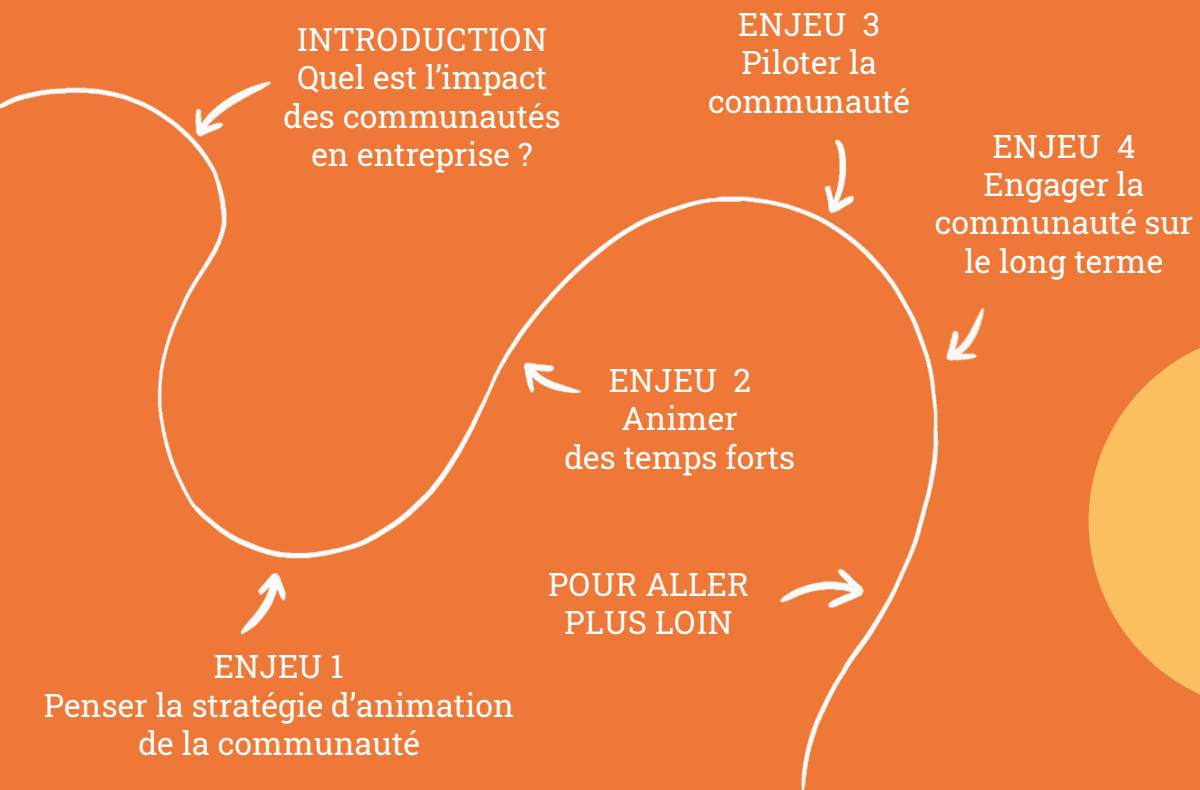 INTRODUCTION
Quel est l’impact
des communautés
en entreprise ?
ENJEU 1
Penser la stratégie d’animation
de la communauté
ENJEU 2
Animer
des temps forts
ENJEU 3
Piloter la
communauté
ENJEU 4
Engager la
communauté sur
le long terme
POUR ALLER
PLUS LOIN